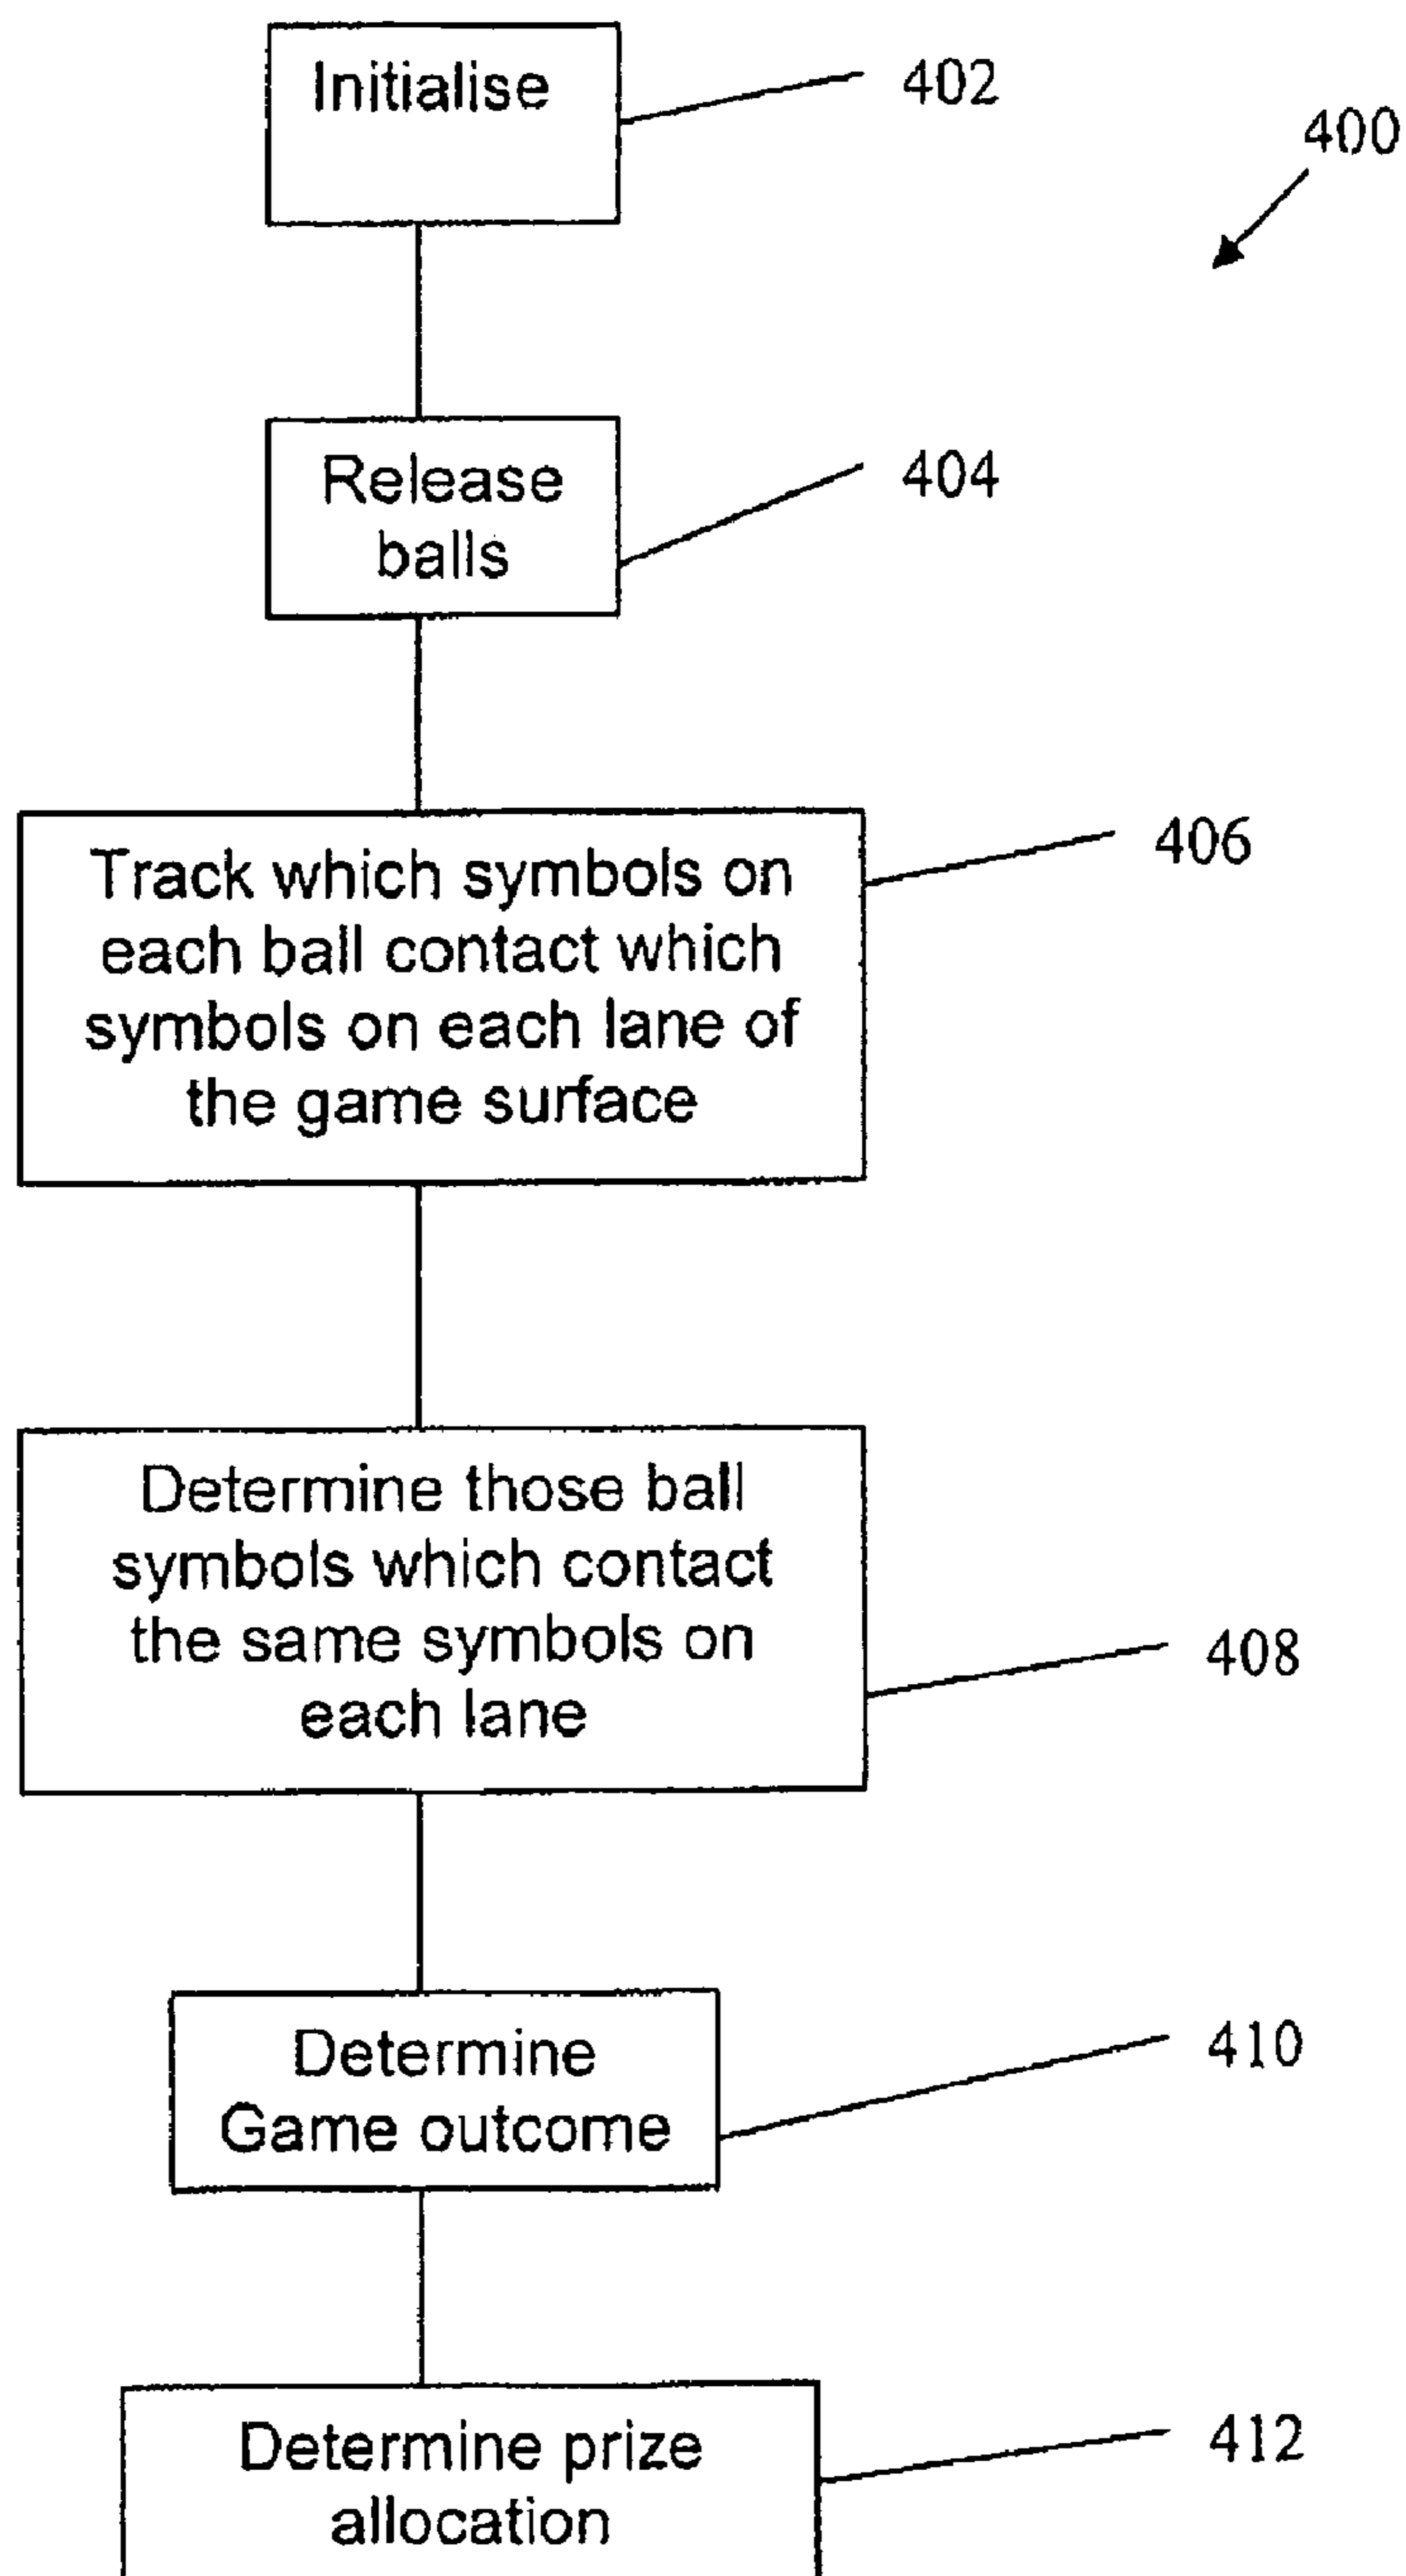 Initialise
402
400
Release
balls
404
Track which symbols on
each ball contact which
symbols on each lane of
the game surface
406
Determine those ball
symbols which contact
the same symbols on
each lane
408
Determine
Game outcome
410
Determine prize
allocation
412